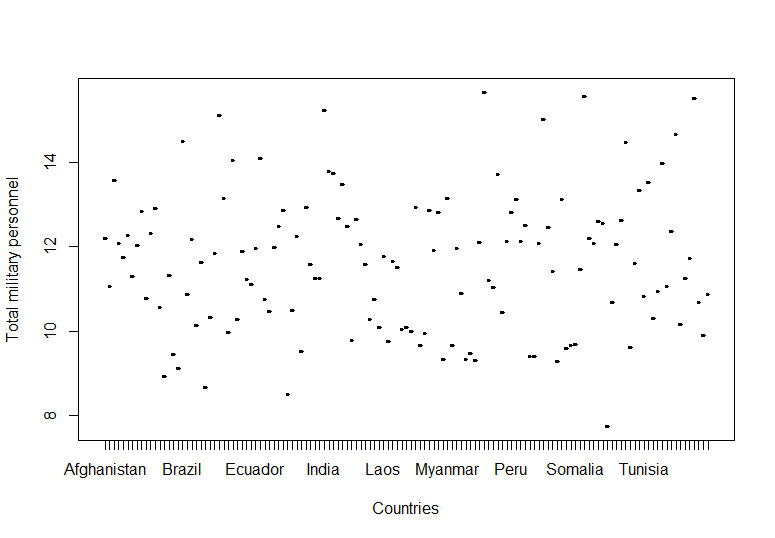 Total military personnel
14
12
10
8
Afghanistan Brazil Ecuador India Laos Myanmar Peru Somalia Tunisia
Countries